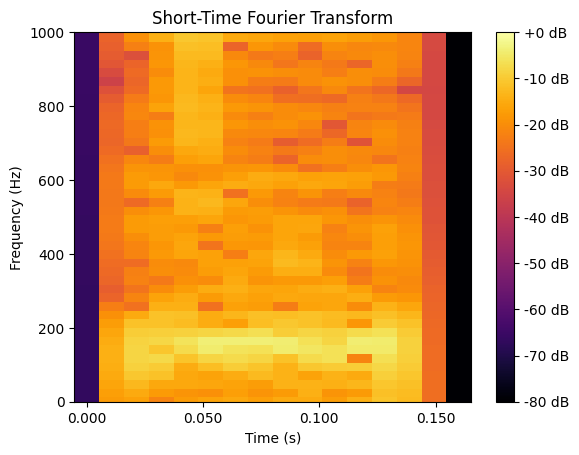 Short-Time Fourier Transform
1000
800
600
400
200
0
Frequency (Hz)
0.000
0.050
0.100
0.150
Time (s)
+0 dB
-10 dB
-20 dB
-30 dB
-40 dB
-50 dB
-60 dB
-70 dB
-80 dB